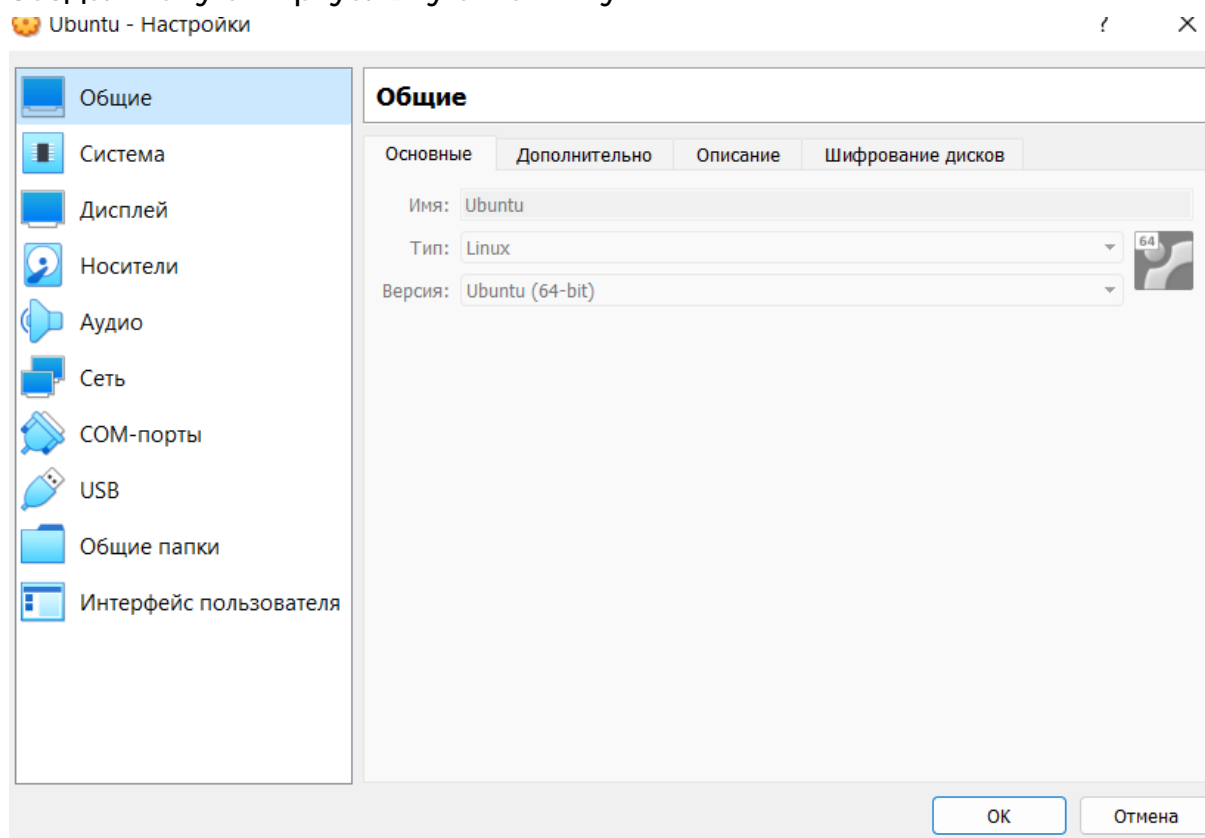 Ubuntu - Настройки
?
Общие
Система
Дисплей
Носители
Аудио
Сеть
COM-порты
USB
Общие папки
Интерфейс пользователя
Общие
Основные Дополнительно Описание Шифрование дисков
Имя: Ubuntu
Тип: Linux
64
Версия: Ubuntu (64-bit)
OK Отмена